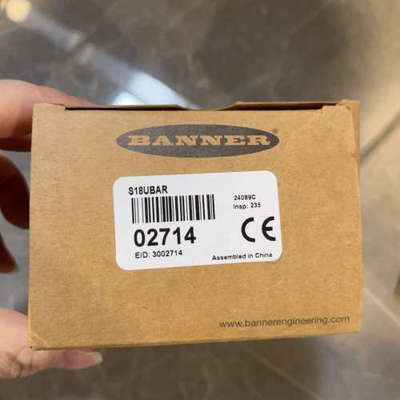 BANNER
S18UBAR
24089C
Insp: 235
02714
CE
EID: 3002714
Assembled in China
www.bannerengineering.com